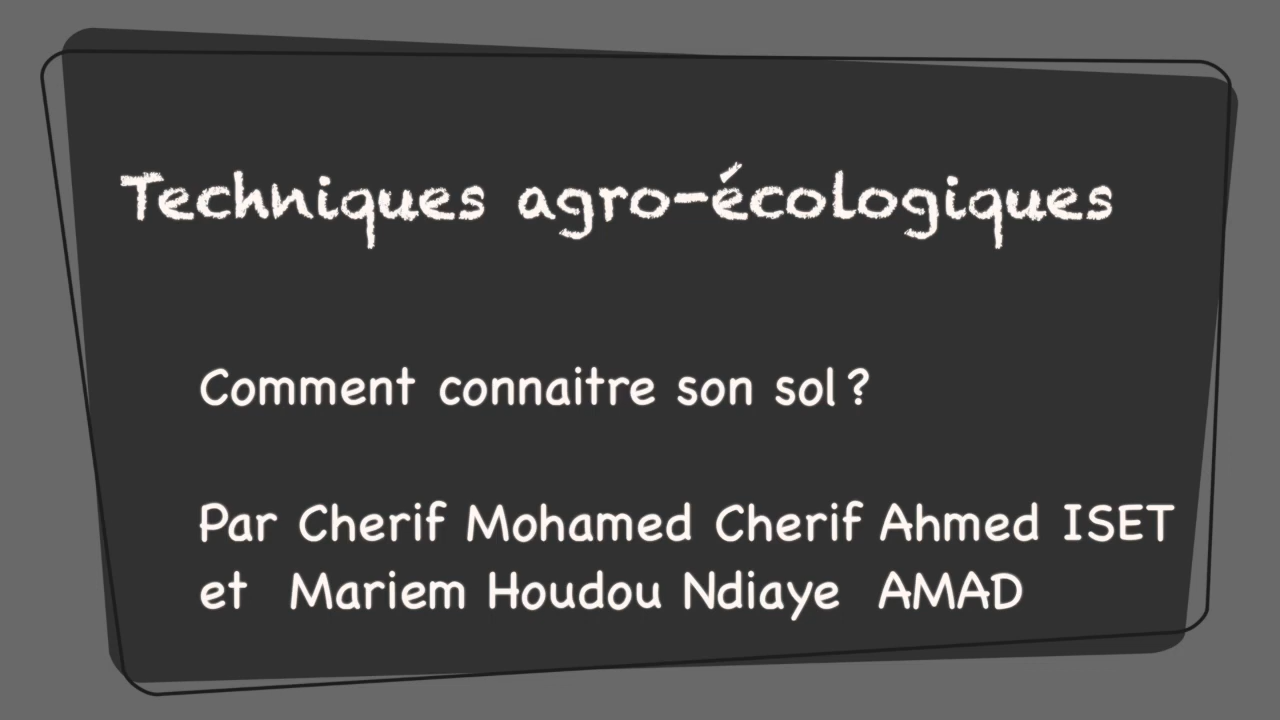 Techniques agro-écologiques
Comment connaitre son sol ?
Par Cherif Mohamed Cherif Ahmed ISET
et Mariem Houdou Ndiaye AMAD